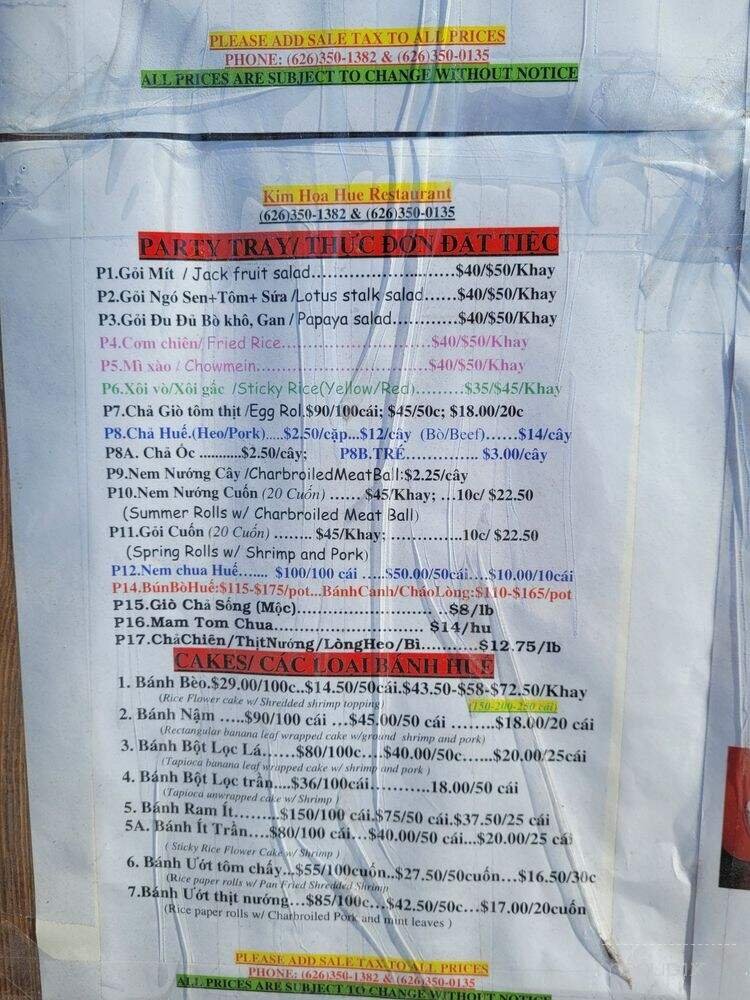 PLEASE ADD SALE TAX TO ALL PRICES
PHONE: (626)350-1382 & (626)350-0135
ALL PRICES ARE SUBJECT TO CHANGE WITHOUT NOTICE
Kim Hoa Hue Restaurant
(626)350-1382 & (626)350-0135
PARTY TRAY/ THỰC ĐƠN ĐẶT TIỆC
P1.Gỏi Mít / Jack fruit salad.............................$40/$50/Khay
P2.Gỏi Ngó Sen+Tôm+ Sứa /Lotus stalk salad......$40/$50/Khay
P3.Gỏi Đu Đủ Bò khô, Gan / Papaya salad............$40/$50/Khay
P4.Cơm chiên/ Fried Rice...........................$40/$50/Khay
P5.Mì xào / Chowmein...............................$40/$50/Khay
P6.Xôi vò/Xôi gấc /Sticky Rice(Yellow/Red)..........$35/$45/Khay
P7.Chả Giò tôm thịt /Egg Rol.$90/100cái; $45/50c; $18.00/20c
P8.Chả Huế.(Heo/Pork).....$2.50/cặp...$12/cây (Bò/Beef)......$14/cây
P8A. Chả Ốc ...........$2.50/cây; P8B.TRÉ.............. $3.00/cây
P9.Nem Nướng Cây /CharbroiledMeatBall:$2.25/cây
P10.Nem Nướng Cuốn (20 Cuốn) ...... $45/Khay; ...10c/ $22.50
(Summer Rolls w/ Charbroiled Meat Ball)
P11.Gỏi Cuốn (20 Cuốn) ........ $45/Khay; ..............10c/ $22.50
(Spring Rolls w/ Shrimp and Pork)
P12.Nem chua Huế....... $100/100 cái .....$50.00/50cái....$10.00/10cái
P14.BúnBòHuế:$115-$175/pot...BánhCanh/CháoLòng:$110-$165/pot
P15.Giò Chả Sống (Mộc)........................... $8/lb
P16.Mam Tom Chua............................ $14/hu
P17.ChảChiên/ThịtNướng/LòngHeo/Bì...........$12.75/lb
CAKES/ CÁC LOẠI BÁNH HUẾ
1. Bánh Bèo.$29.00/100c..$14.50/50cái.$43.50-$58-$72.50/Khay
(Rice Flower cake w/ Shredded shrimp topping) (150-200-250 cái)
2. Bánh Nậm .....$90/100 cái ...$45.00/50 cái ........$18.00/20 cái
(Rectangular banana leaf wrapped cake w/ground shrimp and pork)
3. Bánh Bột Lọc Lá......$80/100c....$40.00/50c......$20.00/25cái
(Tapioca banana leaf wrapped cake w/ shrimp and pork )
4. Bánh Bột Lọc trần....$36/100cái............18.00/50 cái
(Tapioca unwrapped cake w/ Shrimp )
5. Bánh Ram Ít........$150/100 cái.$75/50 cái.$37.50/25 cái
5A. Bánh Ít Trần....$80/100 cái...$40.00/50 cái...$20.00/25 cái
( Sticky Rice Flower Cake w/ Shrimp )
6. Bánh Ướt tôm chấy...$55/100cuốn..$27.50/50cuốn...$16.50/30c
(Rice paper rolls w/ Pan Fried Shredded Shrimp
7.Bánh Ướt thịt nướng...$85/100c...$42.50/50c...$17.00/20cuốn
(Rice paper rolls w/ Charbroiled Pork and mint leaves )
PLEASE ADD SALE TAX TO ALL PRICES
PHONE: (626)350-1382 & (626)350-0135
ALL PRICES ARE SUBJECT TO CHANGE WITHOUT NOTICE